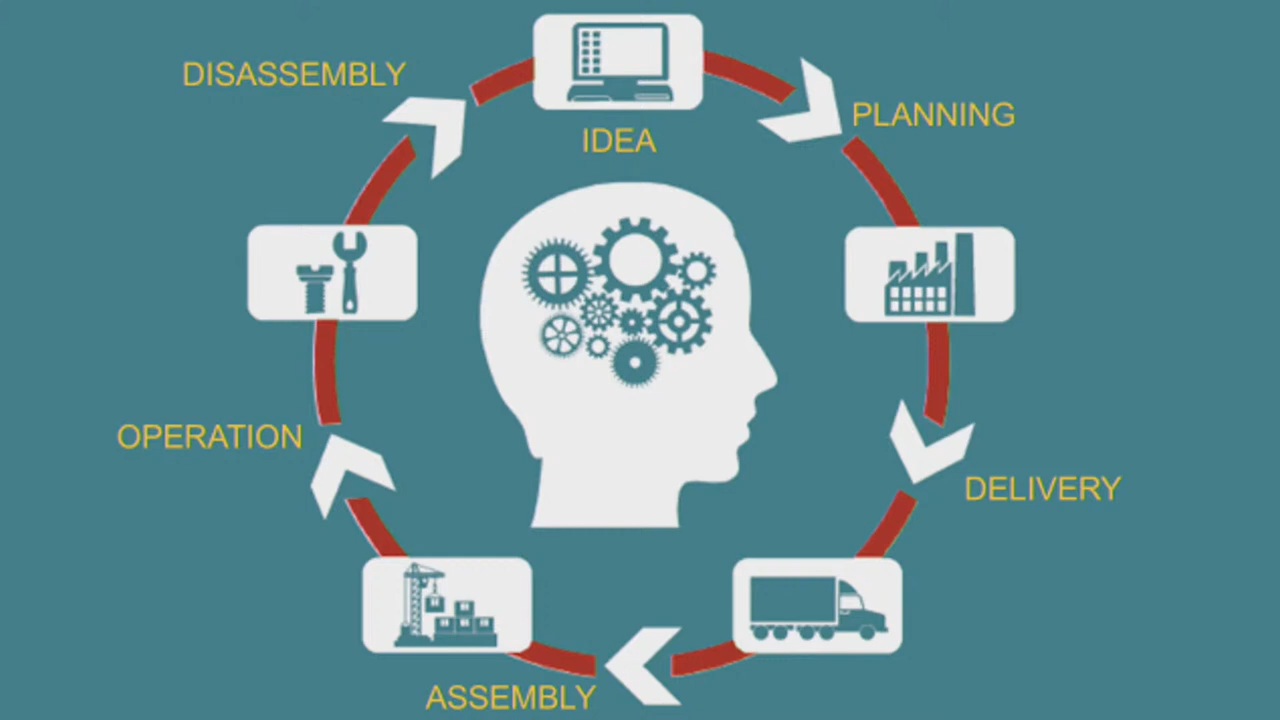 IDEA
PLANNING
DELIVERY
ASSEMBLY
OPERATION
DISASSEMBLY